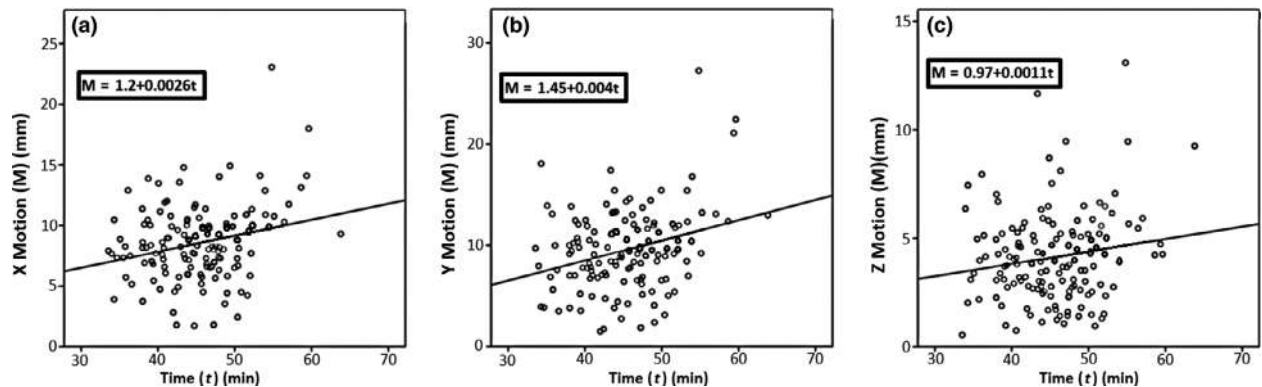 (a)
M = 1.2+0.0026t
X Motion (M) (mm)
25
20
15
10
5
0
30 40 50 60 70
Time (t) (min)
(b)
M = 1.45+0.004t
Y Motion (M) (mm)
30
20
10
0
30 40 50 60 70
Time (t) (min)
(c)
M = 0.97+0.0011t
Z Motion (M)(mm)
15
10
5
0
30 40 50 60 70
Time (t) (min)